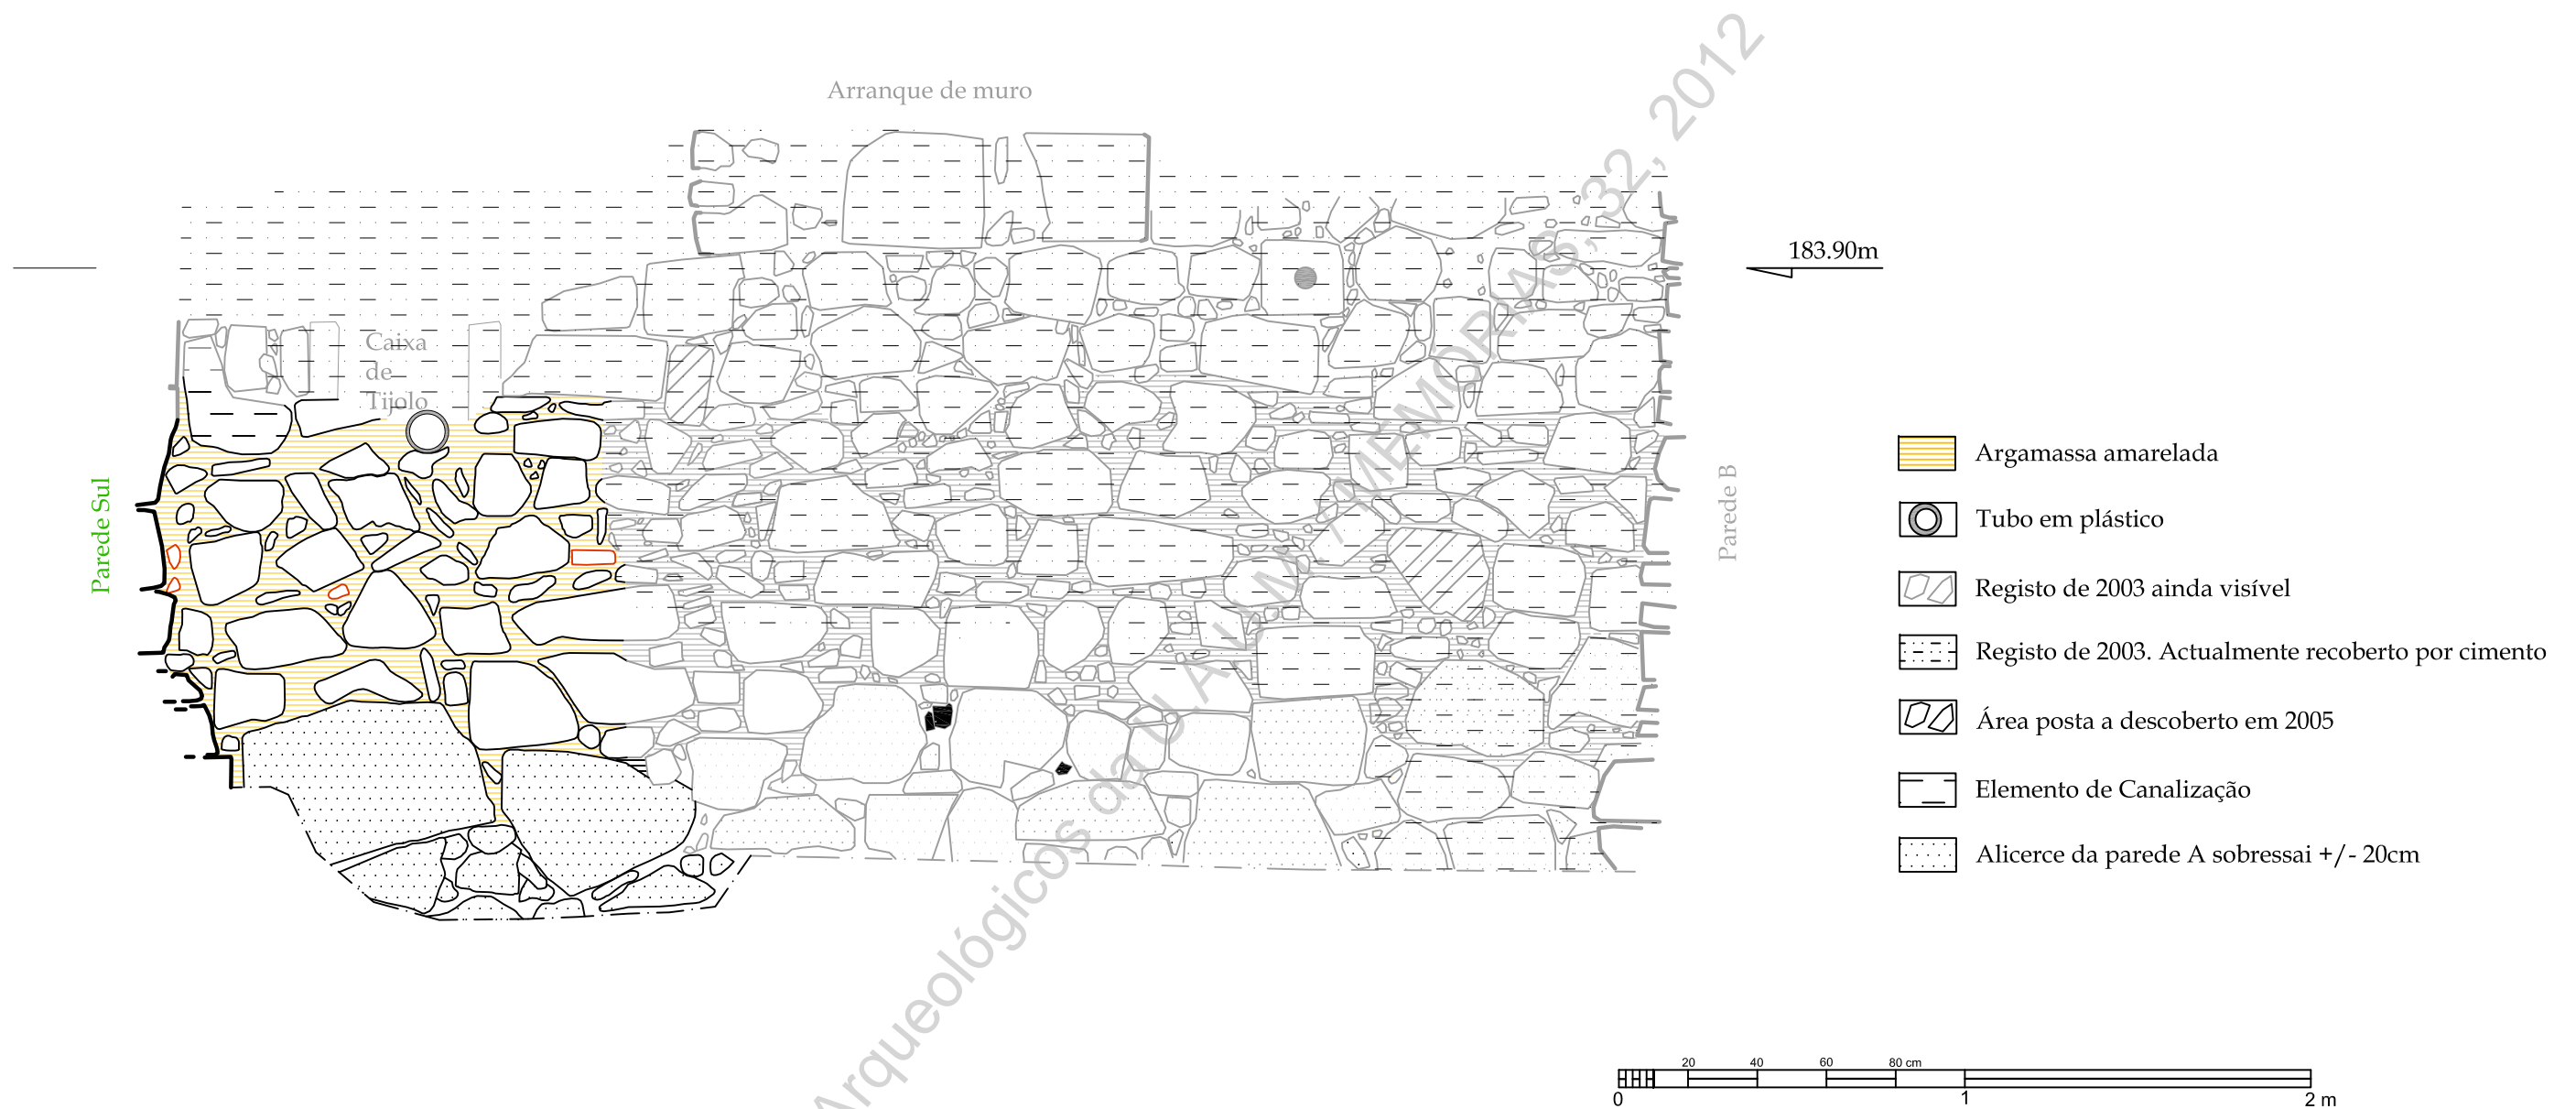 Arranque de muro
183.90m
Caixa
de
Tijolo
Parede Sul
Parede B
Argamassa amarelada
Tubo em plástico
Registo de 2003 ainda visível
Registo de 2003. Actualmente recoberto por cimento
Área posta a descoberto em 2005
Elemento de Canalização
Alicerce da parede A sobressai +/- 20cm
20 40 60 80 cm
0 1 2 m
Arqueológicos da U.A.U.M. /MEMÓRIAS, 32, 2012